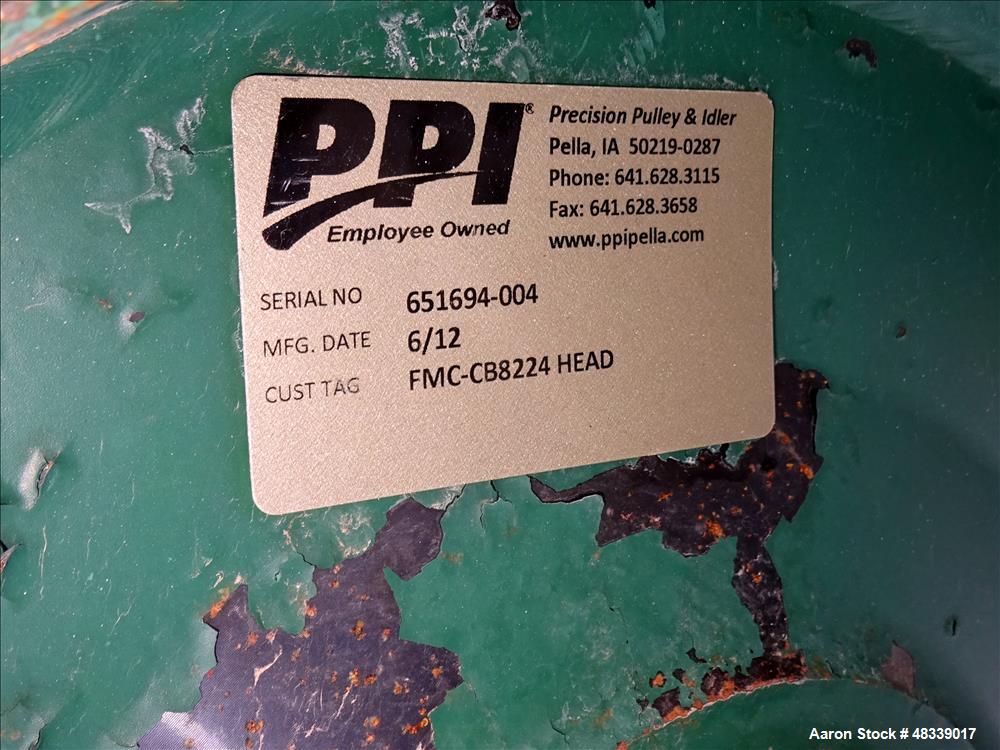 PPI®
Employee Owned
Precision Pulley & Idler
Pella, IA 50219-0287
Phone: 641.628.3115
Fax: 641.628.3658
www.ppipella.com
SERIAL NO 651694-004
MFG. DATE 6/12
CUST TAG FMC-CB8224 HEAD
Aaron Stock # 48339017